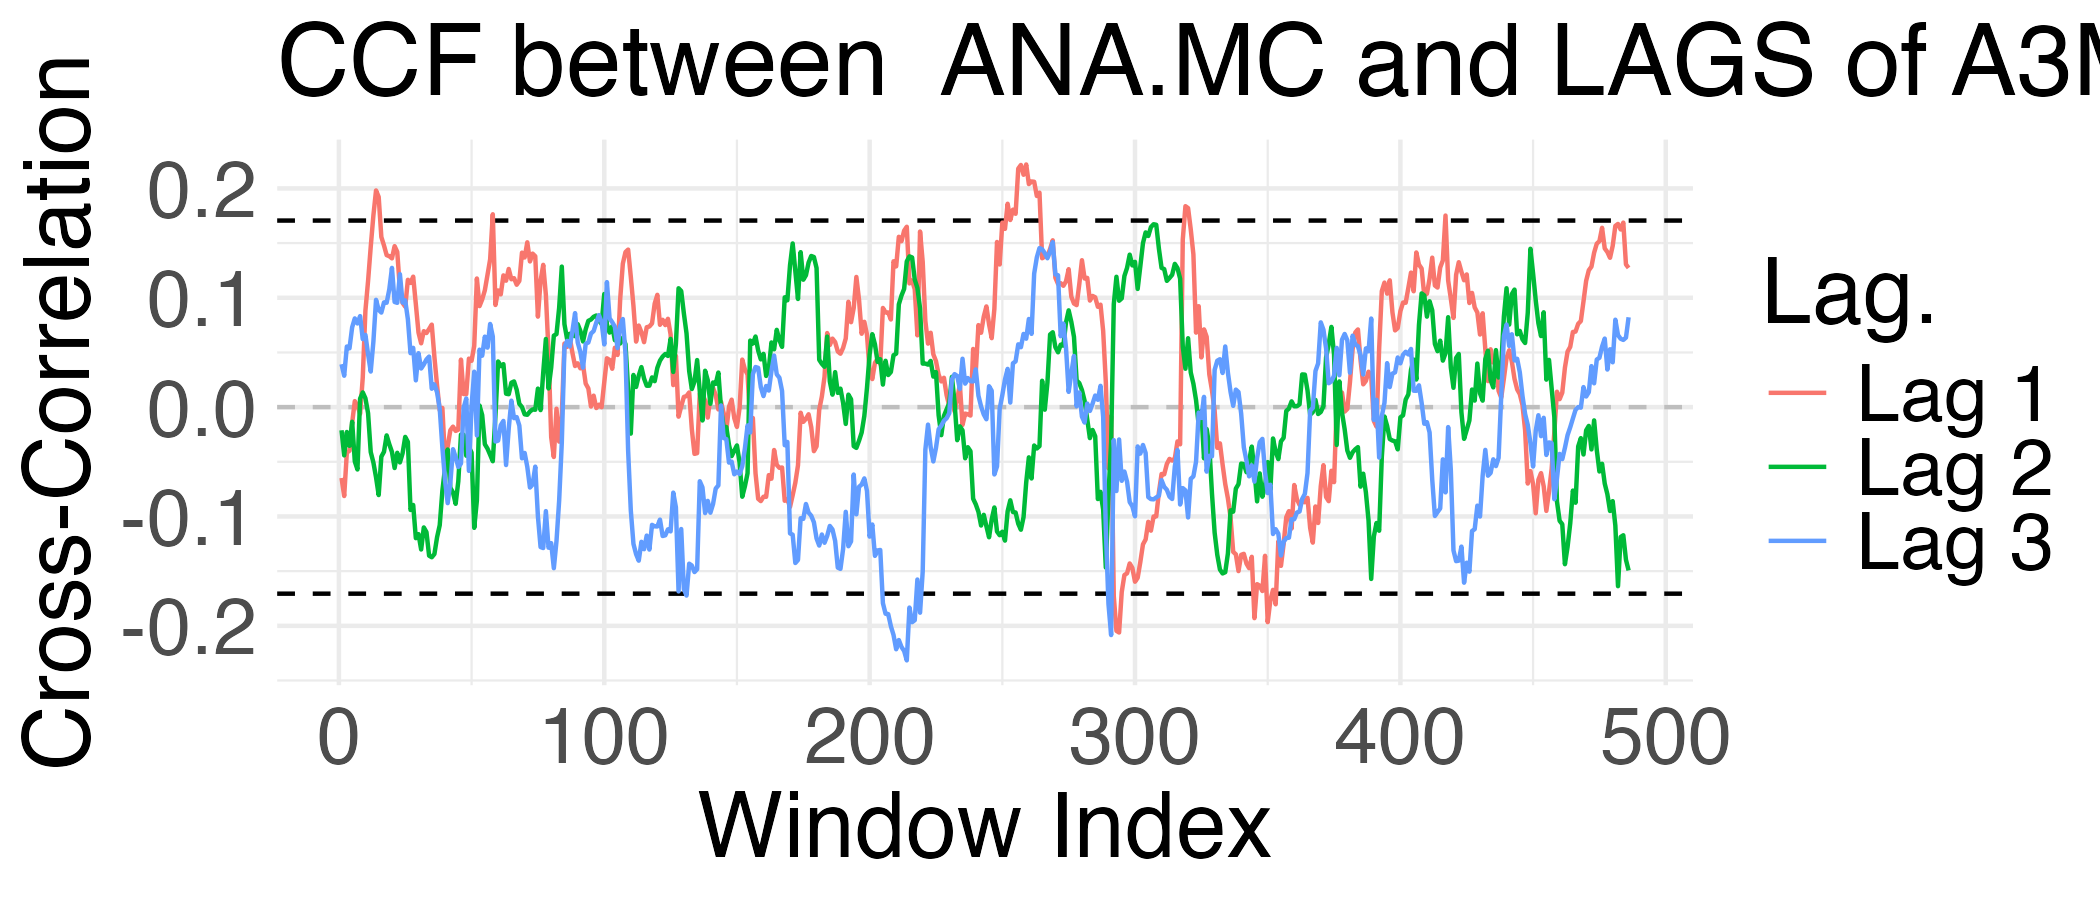 CCF between  ANA.MC and LAGS of A3
Cross-Correlation
0.2
0.1
0.0
-0.1
-0.2
0 100 200 300 400 500
Window Index
Lag.
Lag 1
Lag 2
Lag 3